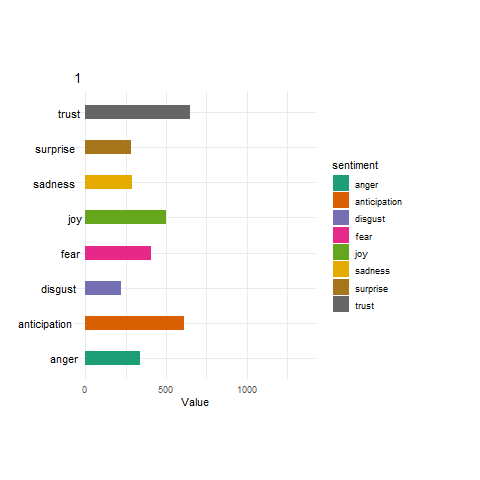 1
trust
surprise
sadness
joy
fear
disgust
anticipation
anger
0 500 1000
Value
sentiment
anger
anticipation
disgust
fear
joy
sadness
surprise
trust